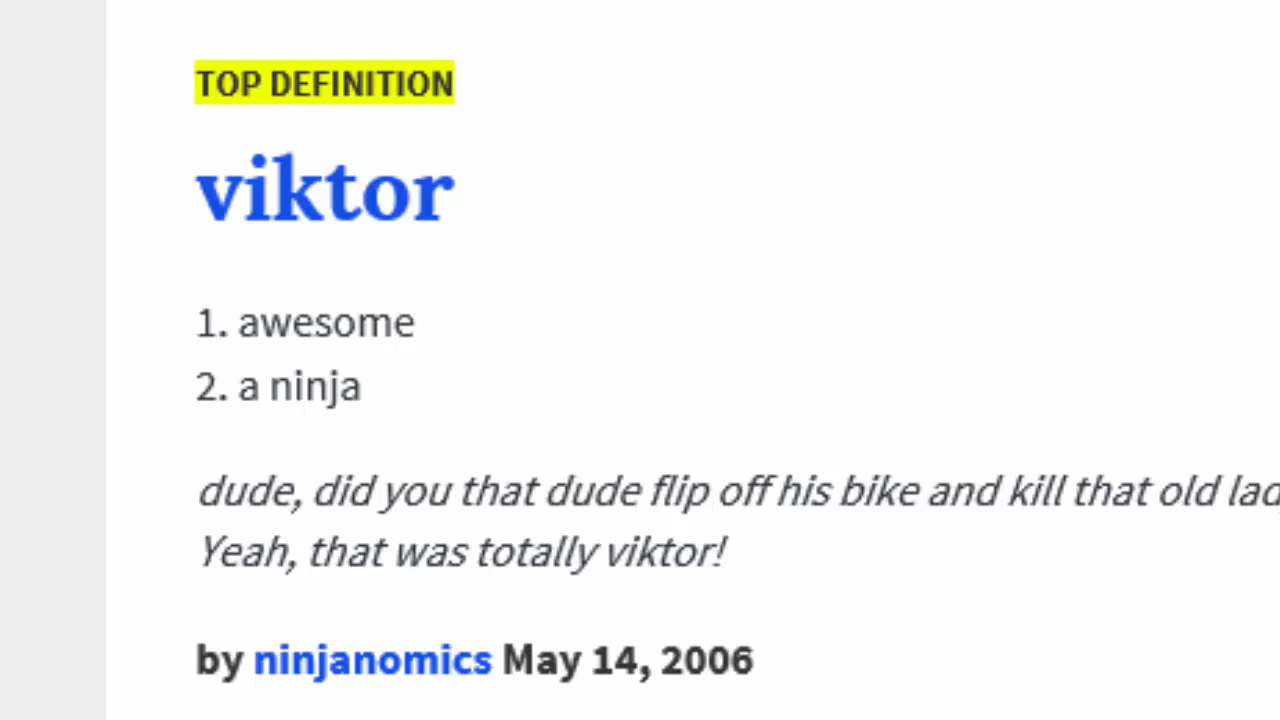 TOP DEFINITION
viktor
1. awesome
2. a ninja
dude, did you that dude flip off his bike and kill that old
Yeah, that was totally viktor!
by ninjanomics May 14, 2006